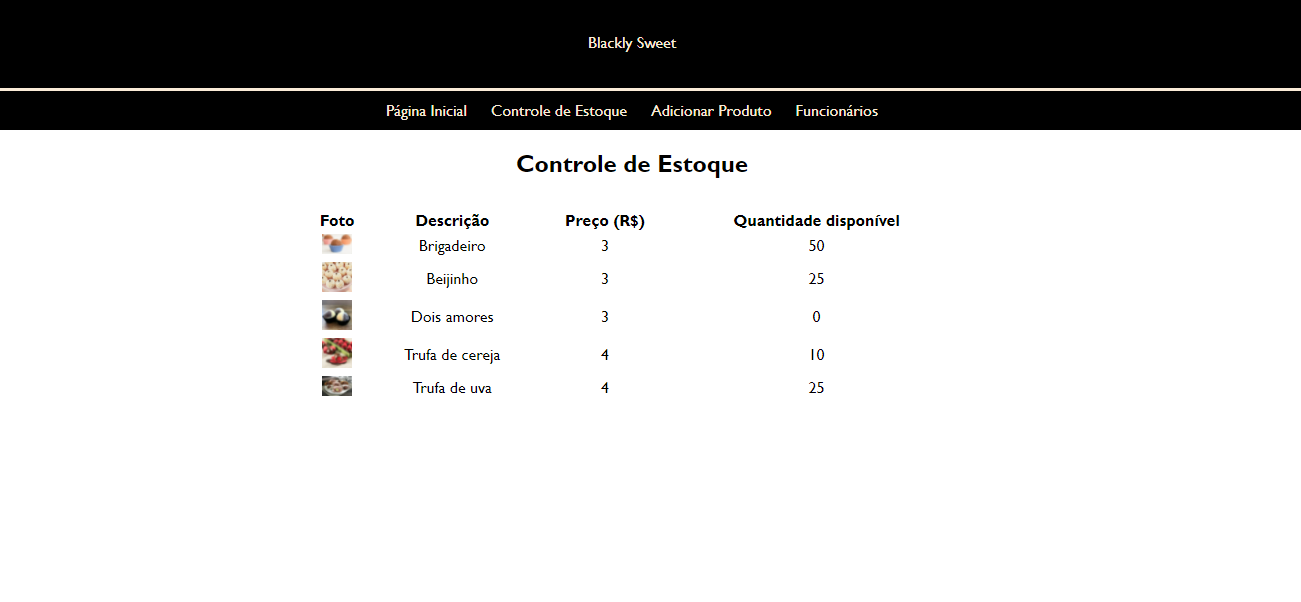 Blackly Sweet
Página Inicial Controle de Estoque Adicionar Produto Funcionários
Controle de Estoque
Foto Descrição Preço (R$) Quantidade disponível
Brigadeiro 3 50
Beijinho 3 25
Dois amores 3 0
Trufa de cereja 4 10
Trufa de uva 4 25